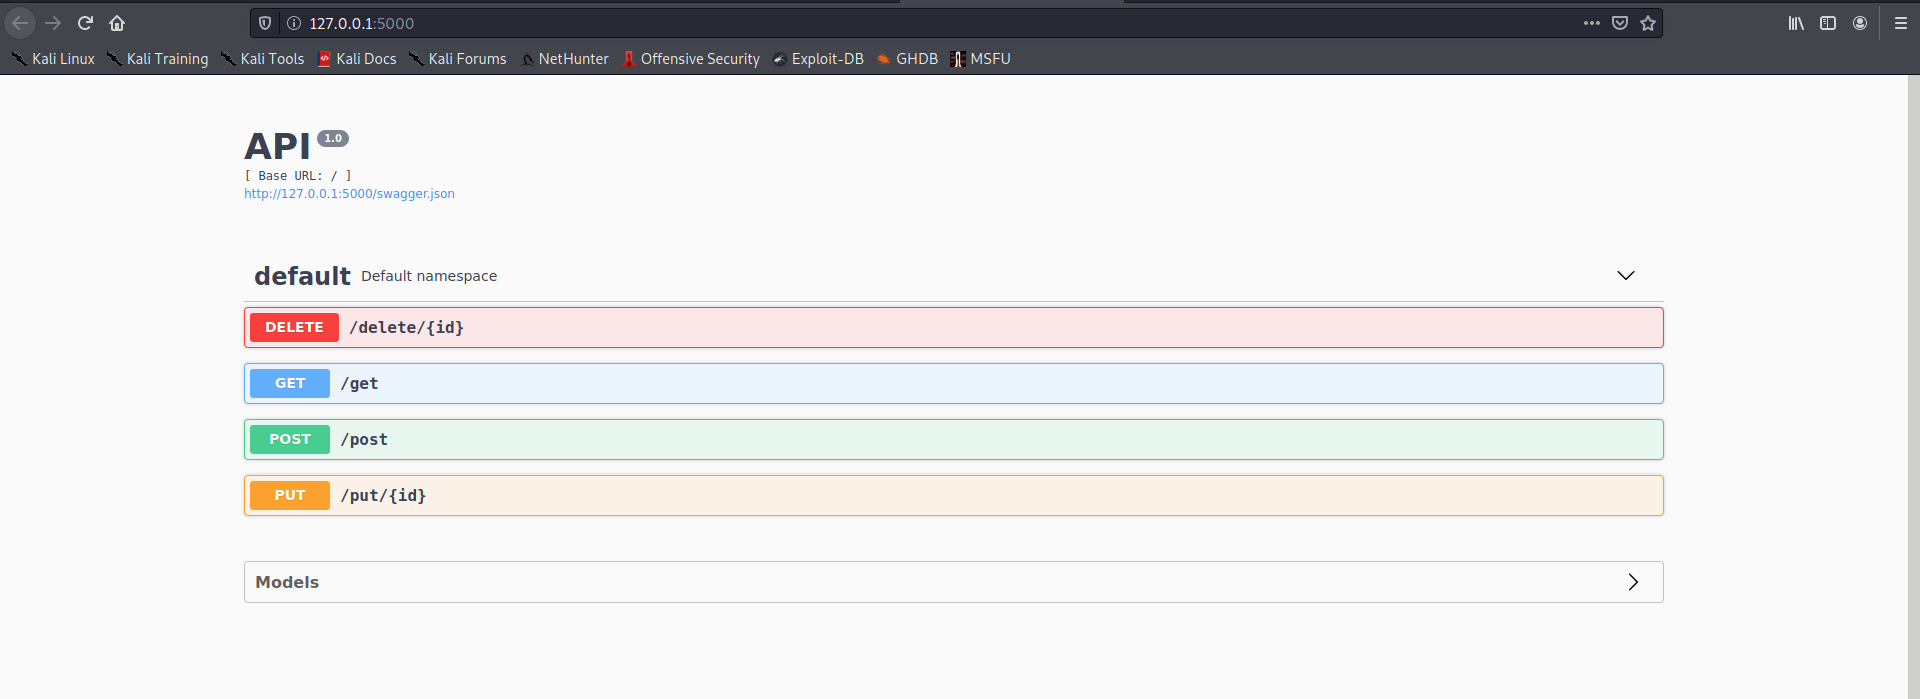 127.0.0.1:5000
Kali Linux Kali Training Kali Tools Kali Docs Kali Forums NetHunter Offensive Security Exploit-DB GHDB MSFU
API 1.0
[ Base URL: / ]
http://127.0.0.1:5000/swagger.json
default Default namespace
DELETE /delete/{id}
GET /get
POST /post
PUT /put/{id}
Models